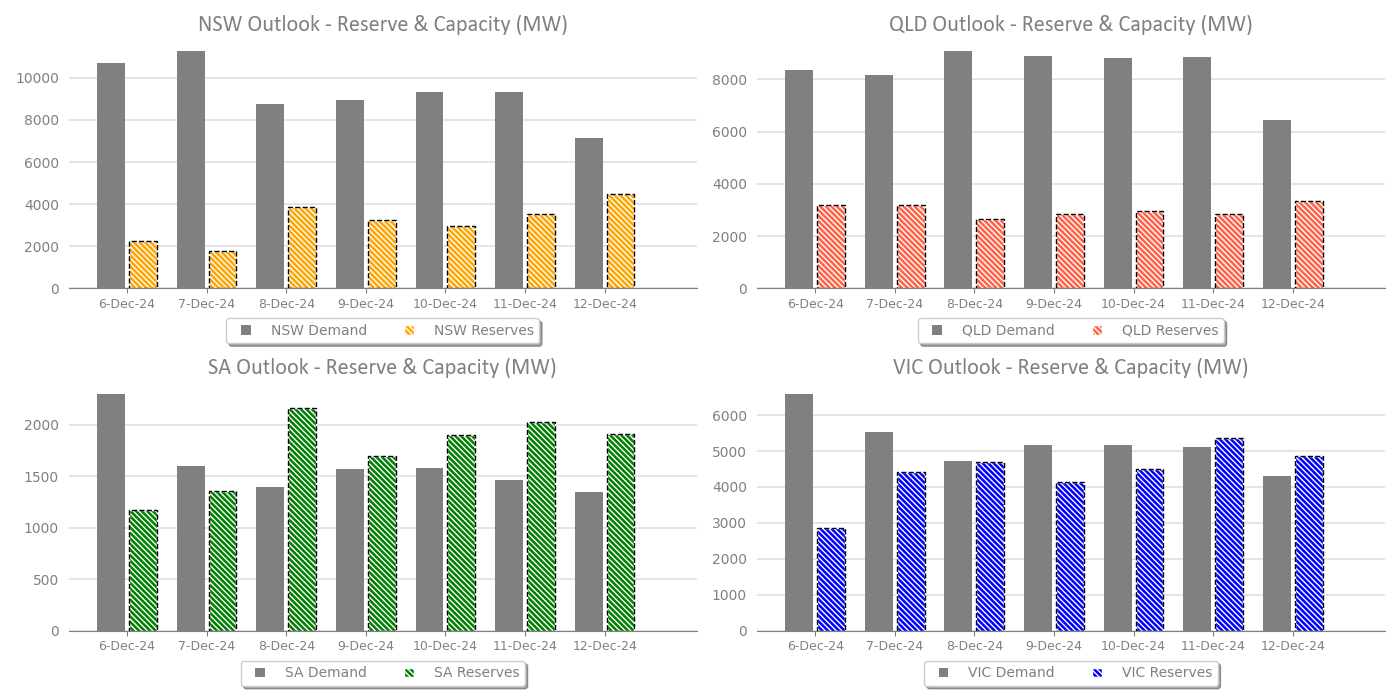 NSW Outlook - Reserve & Capacity (MW)
10000
8000
6000
4000
2000
0
6-Dec-24 7-Dec-24 8-Dec-24 9-Dec-24 10-Dec-24 11-Dec-24 12-Dec-24
NSW Demand NSW Reserves
QLD Outlook - Reserve & Capacity (MW)
8000
6000
4000
2000
0
6-Dec-24 7-Dec-24 8-Dec-24 9-Dec-24 10-Dec-24 11-Dec-24 12-Dec-24
QLD Demand QLD Reserves
SA Outlook - Reserve & Capacity (MW)
2000
1500
1000
500
0
6-Dec-24 7-Dec-24 8-Dec-24 9-Dec-24 10-Dec-24 11-Dec-24 12-Dec-24
SA Demand SA Reserves
VIC Outlook - Reserve & Capacity (MW)
6000
5000
4000
3000
2000
1000
0
6-Dec-24 7-Dec-24 8-Dec-24 9-Dec-24 10-Dec-24 11-Dec-24 12-Dec-24
VIC Demand VIC Reserves